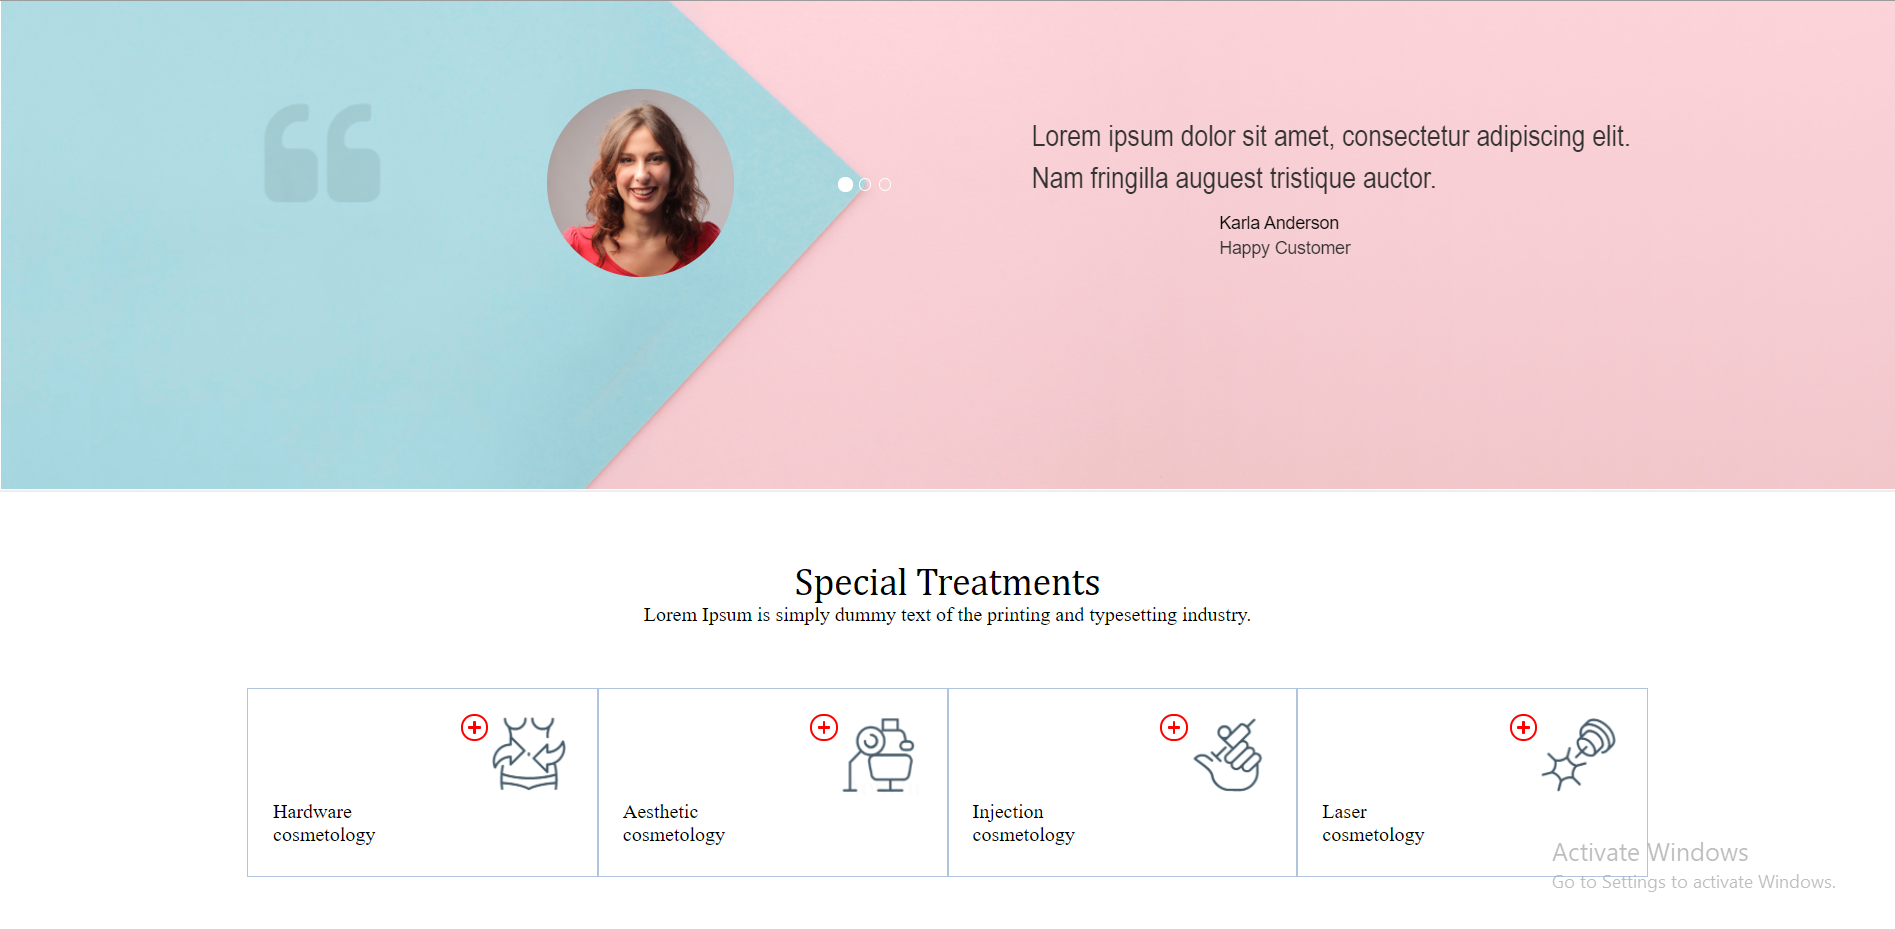 Lorem ipsum dolor sit amet, consectetur adipiscing elit.
Nam fringilla auguest tristique auctor.
Karla Anderson
Happy Customer
Special Treatments
Lorem Ipsum is simply dummy text of the printing and typesetting industry.
Hardware
cosmetology
Aesthetic
cosmetology
Injection
cosmetology
Laser
cosmetology
Activate Windows
Go to Settings to activate Windows.